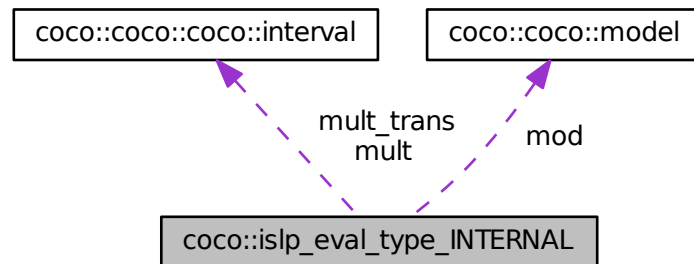 coco::coco::coco::interval
coco::coco::model
mult_trans
mult
mod
coco::islp_eval_type_INTERNAL